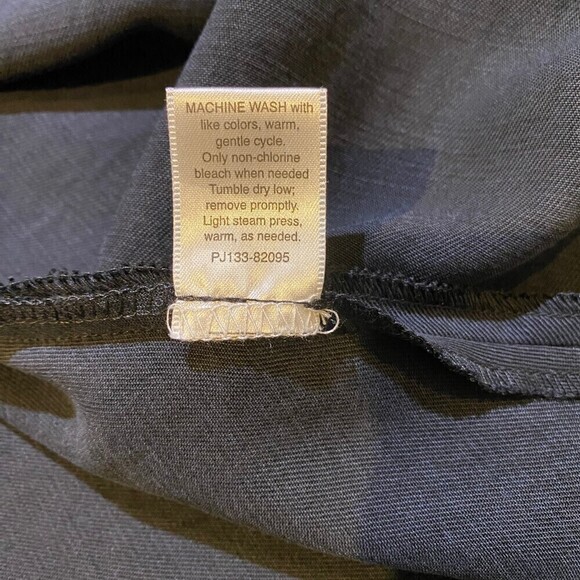 MACHINE WASH with
like colors, warm,
gentle cycle.
Only non-chlorine
bleach when needed
Tumble dry low;
remove promptly.
Light steam press,
warm, as needed.
PJ133-82095